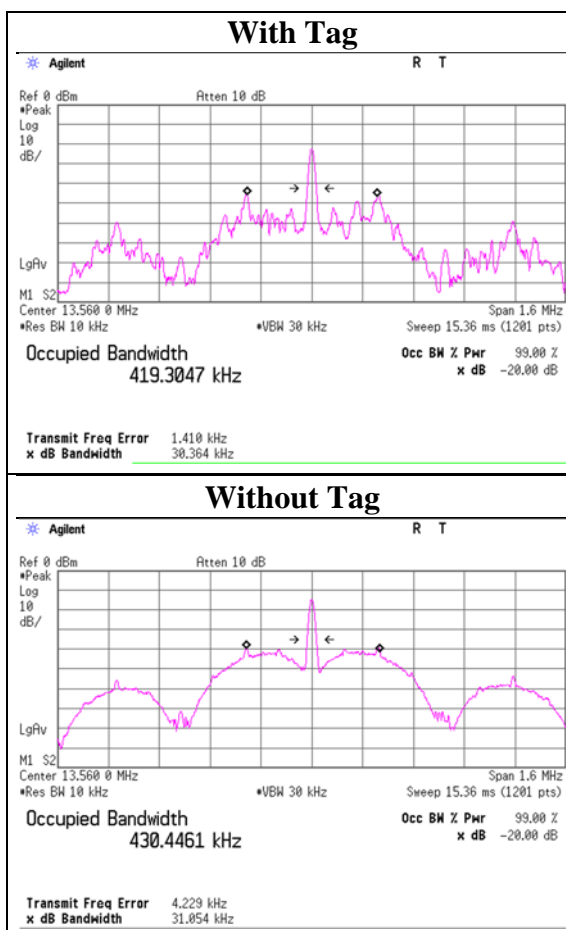 With Tag
Agilent R T
Ref 0 dBm Atten 10 dB
*Peak
Log
10
dB/
LgAv
M1 S2
Center 13.560 0 MHz Span 1.6 MHz
*Res BW 10 kHz *VBW 30 kHz Sweep 15.36 ms (1201 pts)
Occupied Bandwidth Occ BW % Pwr 99.00 %
419.3047 kHz x dB -20.00 dB
Transmit Freq Error 1.410 kHz
x dB Bandwidth 30.364 kHz
Without Tag
Agilent R T
Ref 0 dBm Atten 10 dB
*Peak
Log
10
dB/
LgAv
M1 S2
Center 13.560 0 MHz Span 1.6 MHz
*Res BW 10 kHz *VBW 30 kHz Sweep 15.36 ms (1201 pts)
Occupied Bandwidth Occ BW % Pwr 99.00 %
430.4461 kHz x dB -20.00 dB
Transmit Freq Error 4.229 kHz
x dB Bandwidth 31.054 kHz